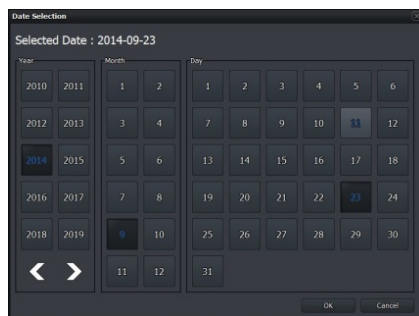 Date Selection
Selected Date : 2014-09-23
Year
2010 2011
2012 2013
2014 2015
2016 2017
2018 2019
Month
1 2
3 4
5 6
7 8
9 10
11 12
Day
1 2 3 4 5 6
7 8 9 10 11 12
13 14 15 16 17 18
19 20 21 22 23 24
25 26 27 28 29 30
31
OK Cancel